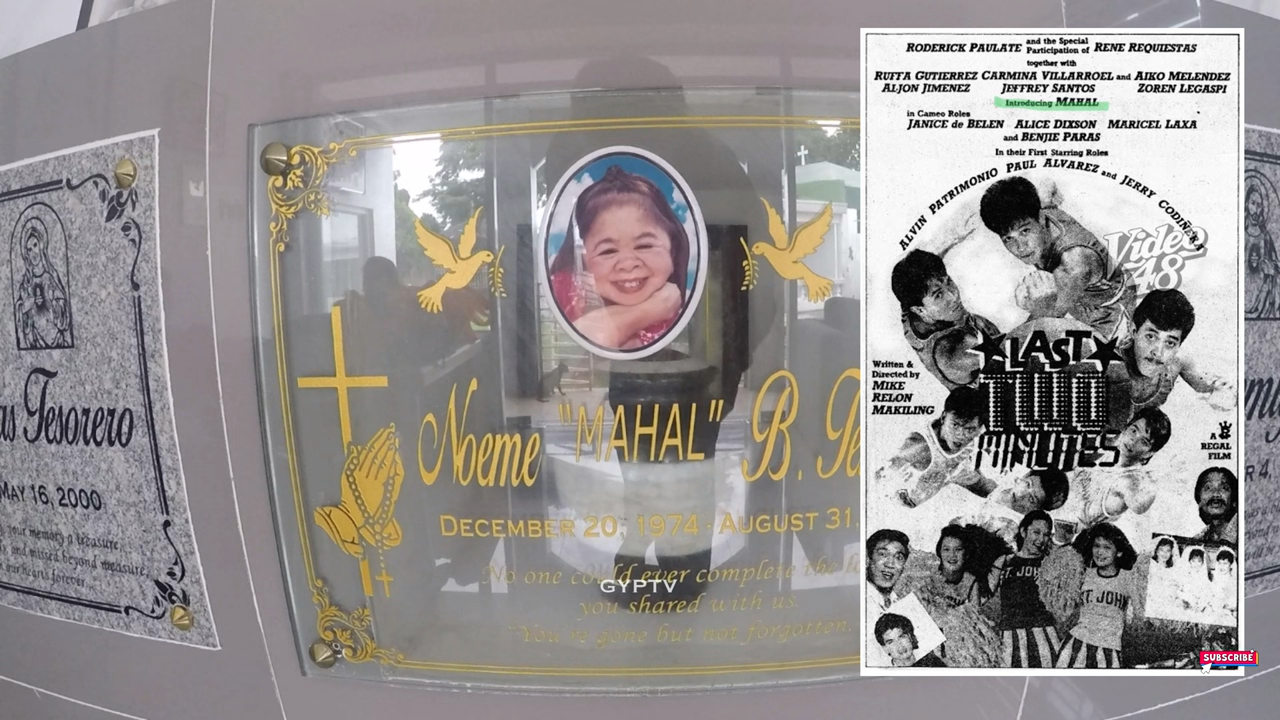 as Tesorero
MAY 16, 2000
your memory a treasure,
and missed beyond measure,
our hearts forever
Noeme "MAHAL" B. Te
DECEMBER 20, 1974 - AUGUST 31,
No one could ever complete the lo
you shared with us.
"You're gone but not forgotten.
GYPTV
RODERICK PAULATE and the Special Participation of RENE REQUIESTAS
together with
RUFFA GUTIERREZ CARMINA VILLARROEL and AIKO MELENDEZ
ALJON JIMENEZ JEFFREY SANTOS ZOREN LEGASPI
Introducing MAHAL
in Cameo Roles
JANICE de BELEN ALICE DIXSON MARICEL LAXA
and BENJIE PARAS
In their First Starring Roles
ALVIN PATRIMONIO PAUL ALVAREZ and JERRY CODIÑERA
Video
48
LAST
TWO
MINUTES
Written &
Directed by
MIKE
RELON
MAKILING
A
REGAL
FILM
ST. JOHN
ST. JOHN
SUBSCRIBE